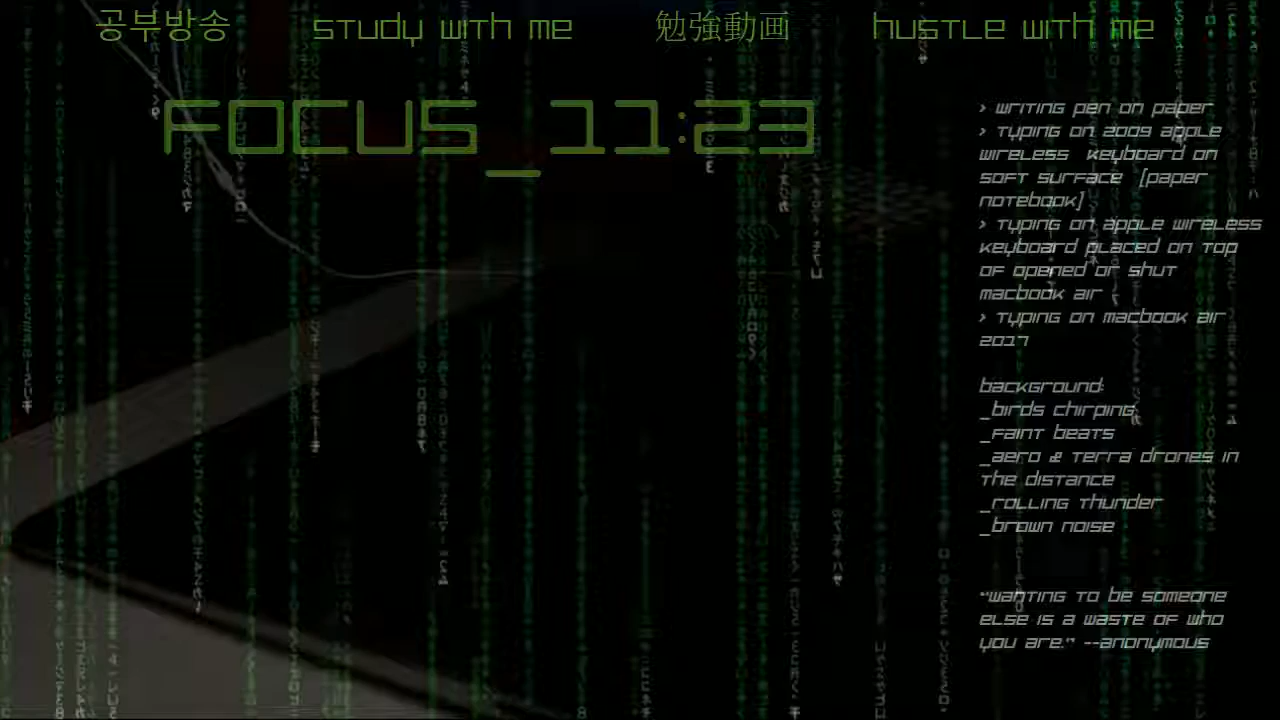 공부방송 study with me 勉強動画 hustle with me
FOCUS_11:23
> writing pen on paper
> typing on 2009 apple
wireless keyboard on
soft surface [paper
notebook]
> typing on apple wireless
keyboard placed on top
of opened or shut
macbook air
> typing on macbook air
2017
background:
_birds chirping
_faint beats
_aero & terra drones in
the distance
_rolling thunder
_brown noise
"wanting to be someone
else is a waste of who
you are." --anonymous